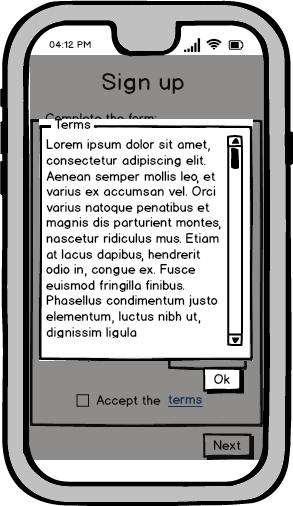 04:12 PM
Sign up
Complete the form:
Terms
Lorem ipsum dolor sit amet,
consectetur adipiscing elit.
Aenean semper mollis leo, et
varius ex accumsan vel. Orci
varius natoque penatibus et
magnis dis parturient montes,
nascetur ridiculus mus. Etiam
at lacus dapibus, hendrerit
odio in, congue ex. Fusce
euismod fringilla finibus.
Phasellus condimentum justo
elementum, luctus nibh ut,
dignissim ligula
Ok
Accept the terms
Next